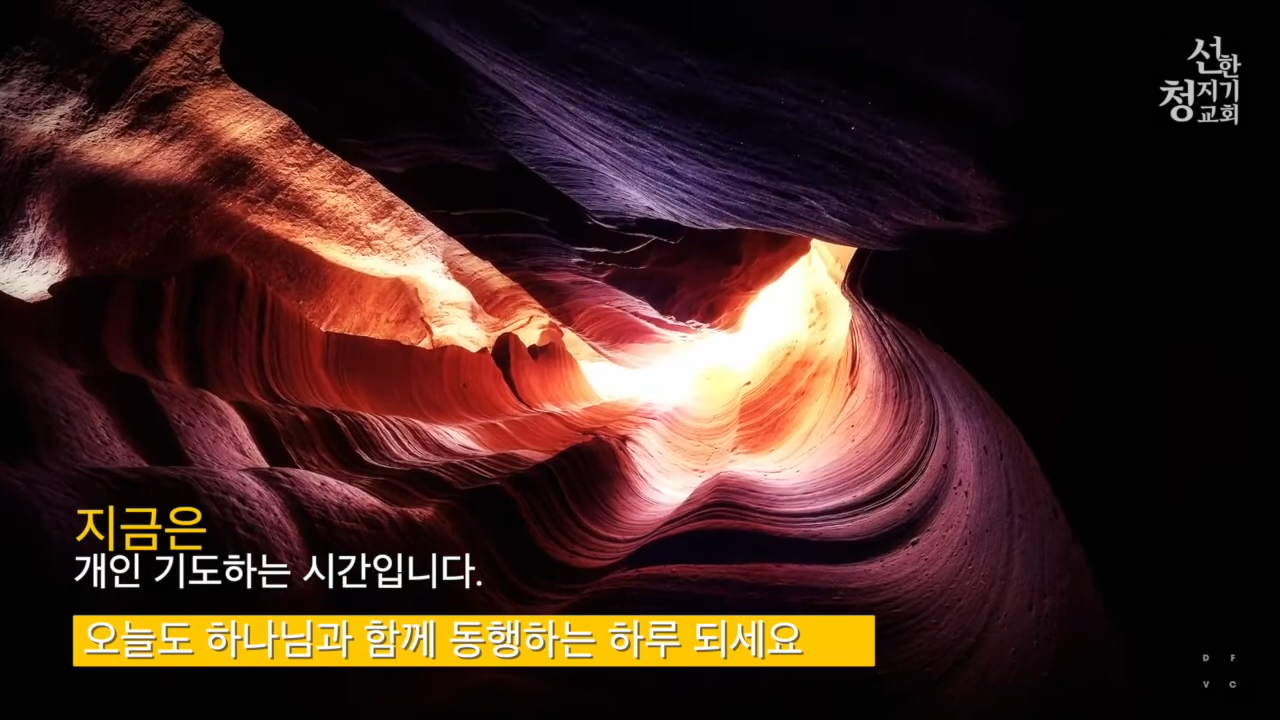 선한
청지기
교회
지금은
개인 기도하는 시간입니다.
오늘도 하나님과 함께 동행하는 하루 되세요
D F
V C